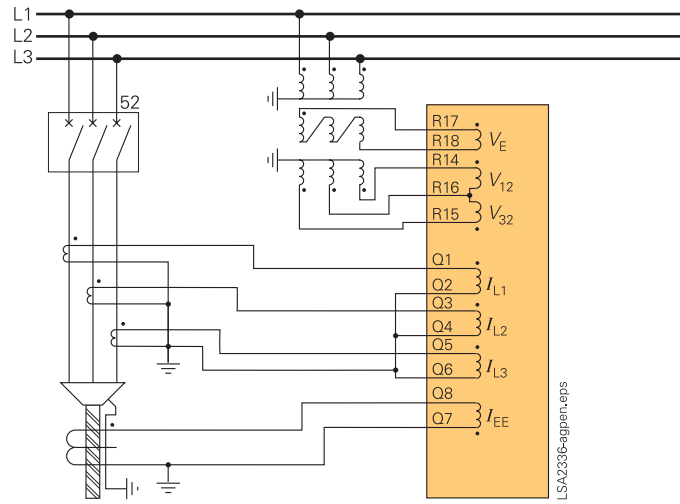 L1
L2
L3
52
R17
R18
VE
R14
V12
R16
R15
V32
Q1
Q2
IL1
Q3
Q4
IL2
Q5
Q6
IL3
Q8
Q7
IEE
LSA2336-agpen.eps